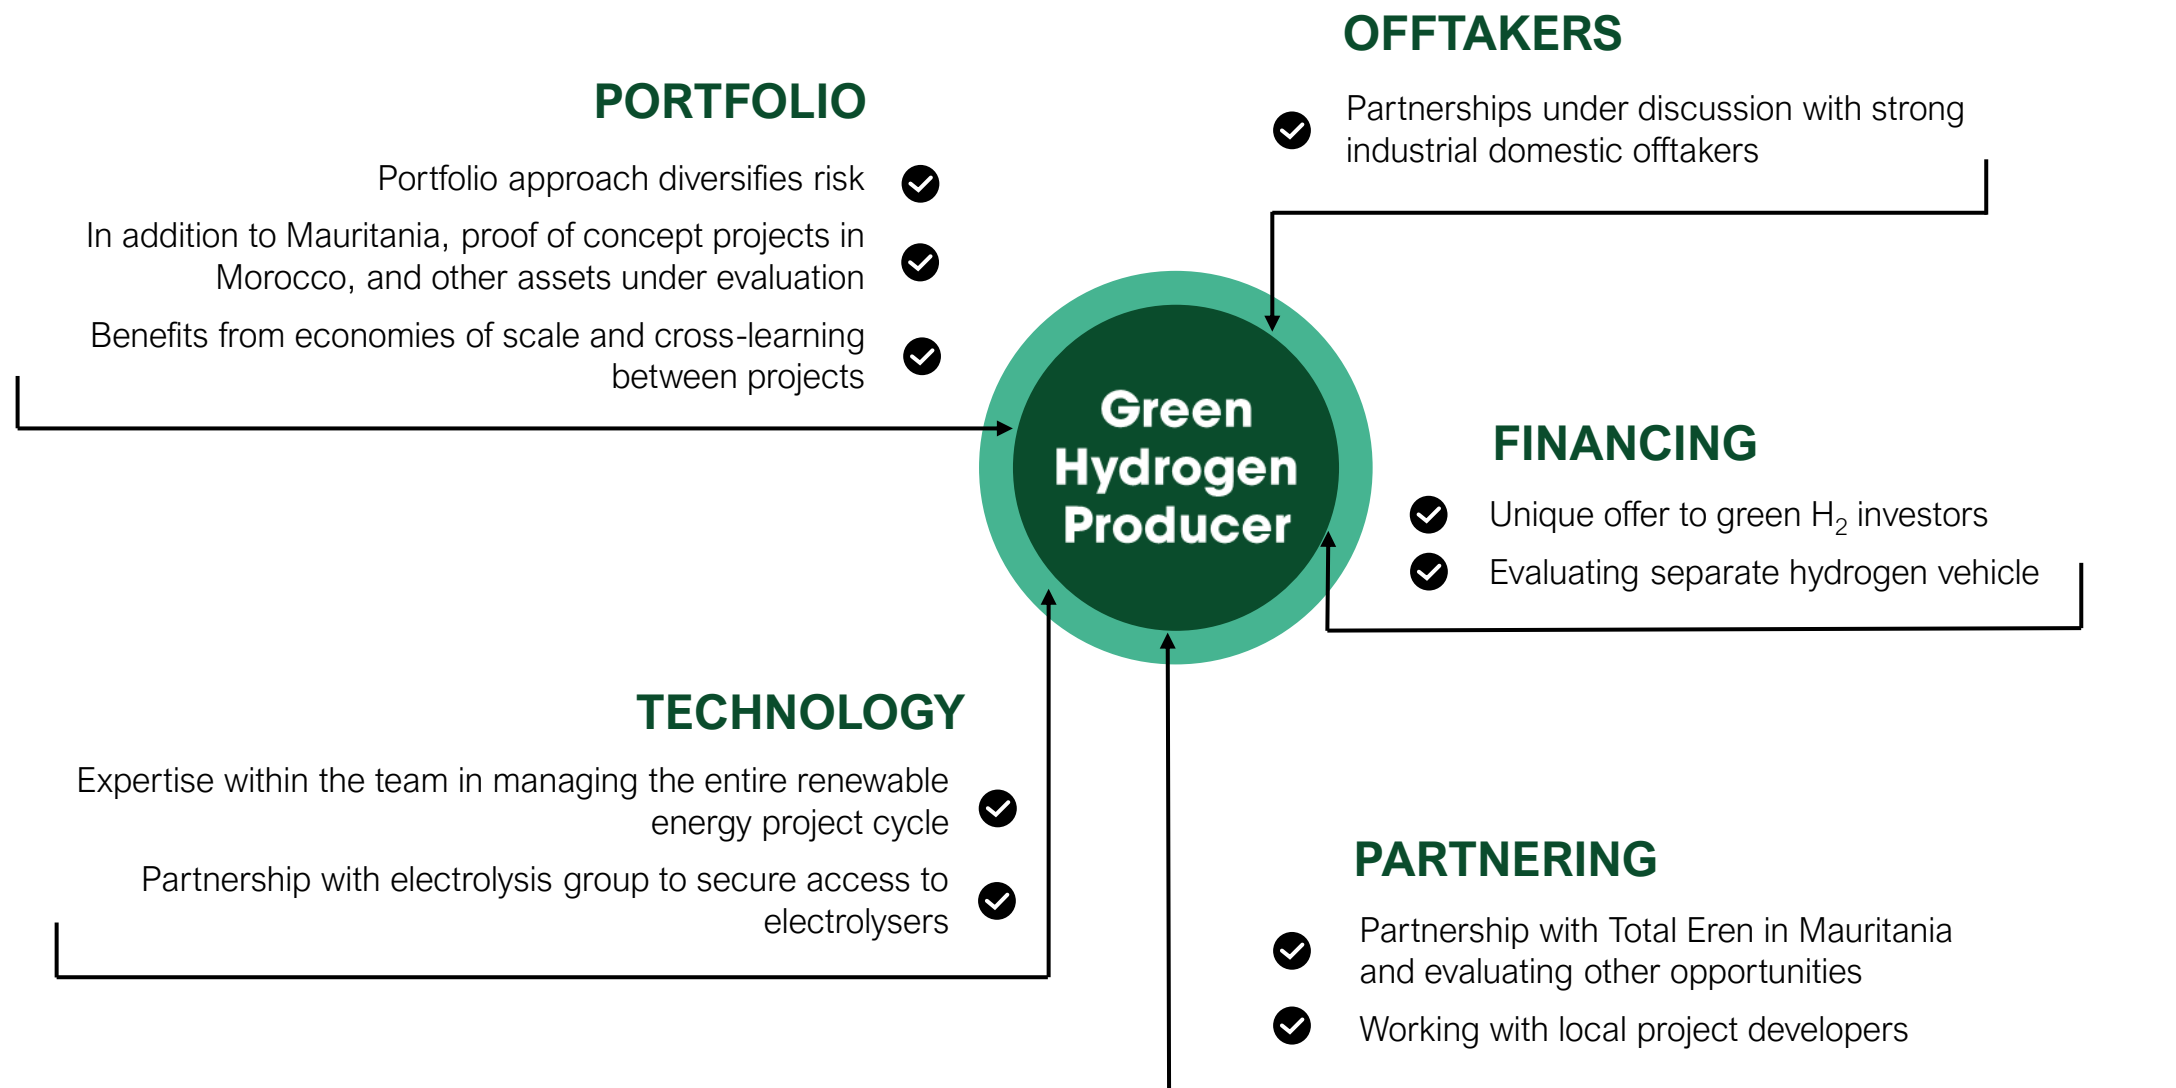 PORTFOLIO
Portfolio approach diversifies risk
In addition to Mauritania, proof of concept projects in
Morocco, and other assets under evaluation
Benefits from economies of scale and cross-learning
between projects
OFFTAKERS
Partnerships under discussion with strong
industrial domestic offtakers
Green
Hydrogen
Producer
FINANCING
Unique offer to green H₂ investors
Evaluating separate hydrogen vehicle
TECHNOLOGY
Expertise within the team in managing the entire renewable
energy project cycle
Partnership with electrolysis group to secure access to
electrolysers
PARTNERING
Partnership with Total Eren in Mauritania
and evaluating other opportunities
Working with local project developers